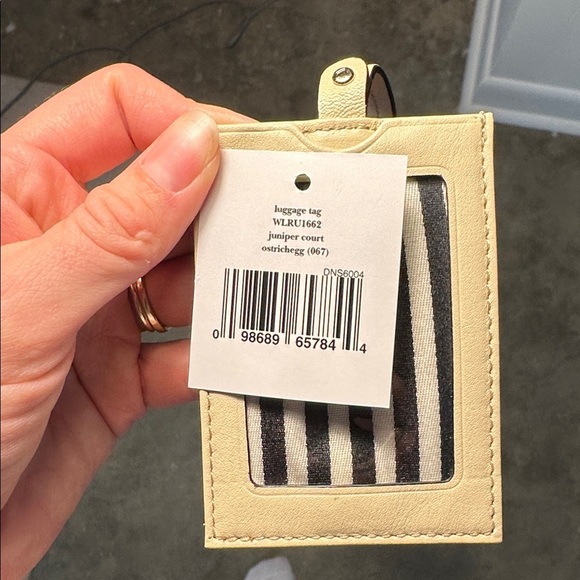 luggage tag
WLRU1662
juniper court
ostrichegg (067)
DNS6004
0 98689 65784 4